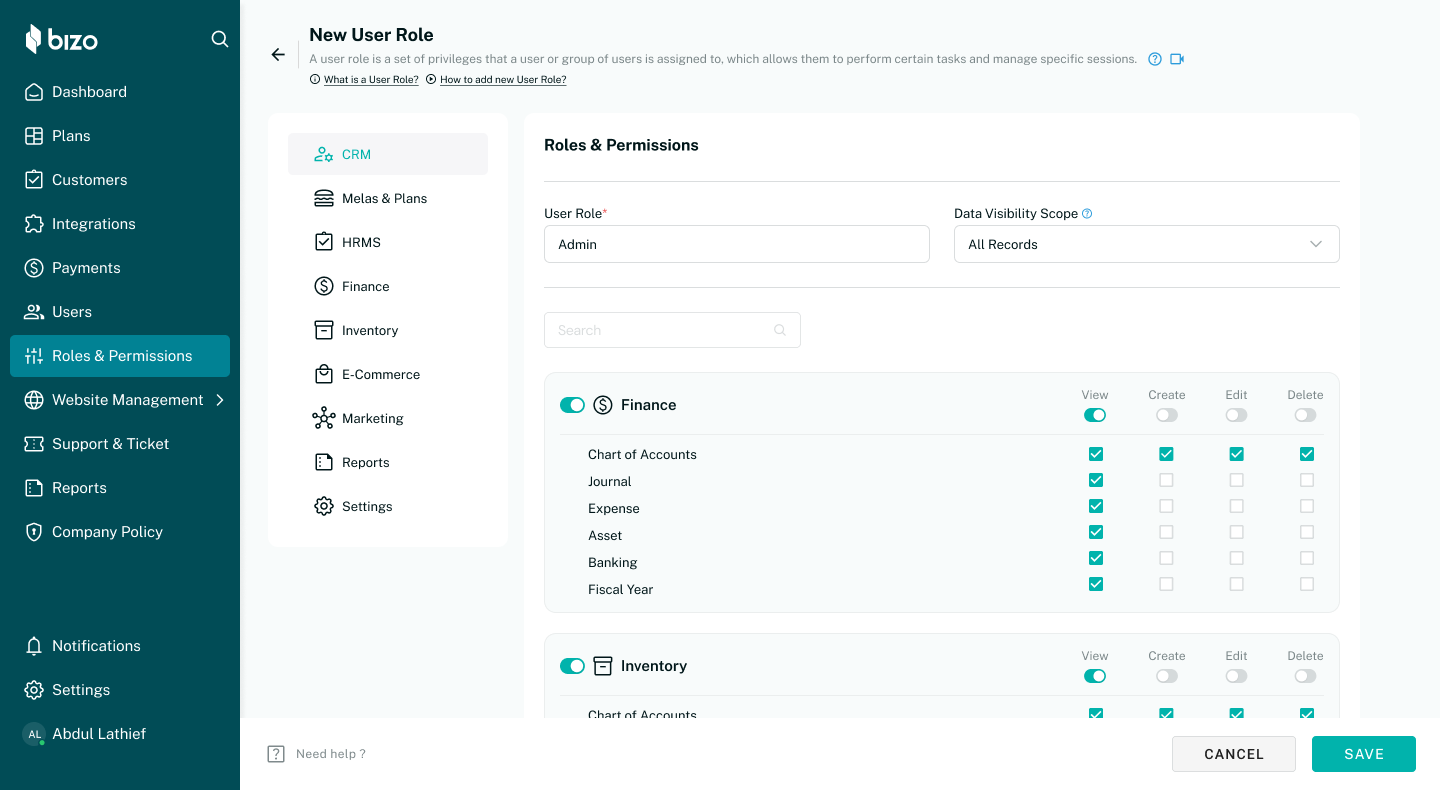 bizo
Dashboard
Plans
Customers
Integrations
Payments
Users
Roles & Permissions
Website Management
Support & Ticket
Reports
Company Policy
Notifications
Settings
AL Abdul Lathief
New User Role
A user role is a set of privileges that a user or group of users is assigned to, which allows them to perform certain tasks and manage specific sessions.
What is a User Role? How to add new User Role?
CRM
Melas & Plans
HRMS
Finance
Inventory
E-Commerce
Marketing
Reports
Settings
Roles & Permissions
User Role* Data Visibility Scope
Admin All Records
Search
Finance View Create Edit Delete
Chart of Accounts
Journal
Expense
Asset
Banking
Fiscal Year
Inventory View Create Edit Delete
Chart of Accounts
Need help ? CANCEL SAVE